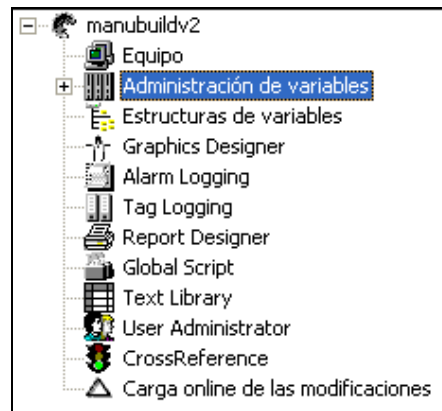 manubuildv2
Equipo
Administración de variables
Estructuras de variables
Graphics Designer
Alarm Logging
Tag Logging
Report Designer
Global Script
Text Library
User Administrator
CrossReference
Carga online de las modificaciones